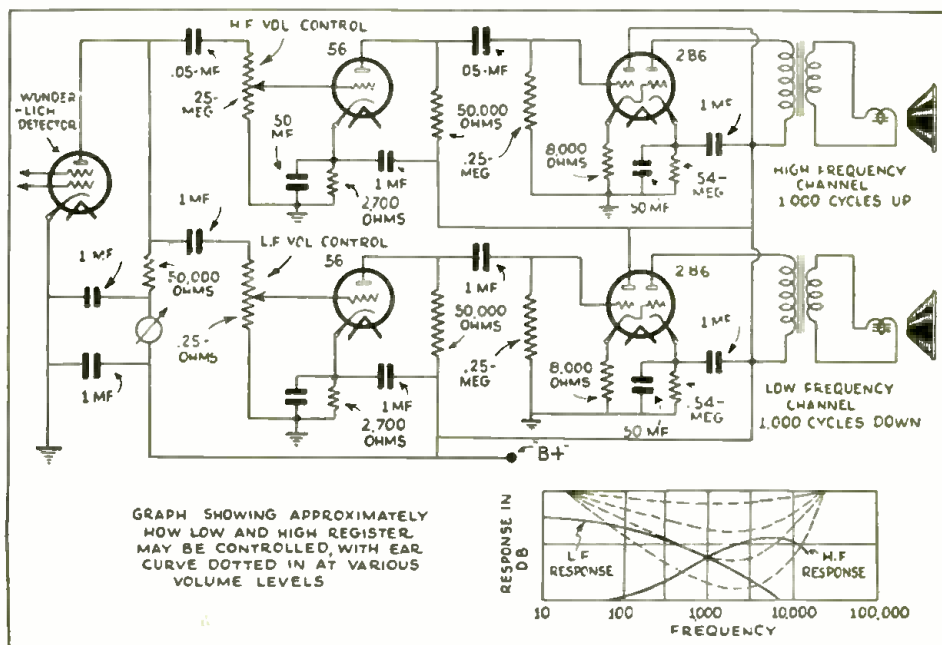 H.F. VOL CONTROL
56
.05-MF
.25-
MEG
WUNDER
-LICH
DETECTOR
50
MF
1 MF
2,700
OHMS
50,000
OHMS
.25-
MEG
.05-MF
2B6
8,000
OHMS
50 MF
1 MF
.54-
MEG
HIGH FREQUENCY
CHANNEL
1,000 CYCLES UP
1 MF
L.F VOL CONTROL
56
1 MF
50,000
OHMS
.25-
OHMS
1 MF
1 MF
2,700
OHMS
1 MF
50,000
OHMS
.25-
MEG
2B6
8,000
OHMS
50 MF
1 MF
.54-
MEG
LOW FREQUENCY
CHANNEL
1,000 CYCLES DOWN
"B+"
GRAPH SHOWING APPROXIMATELY
HOW LOW AND HIGH REGISTER
MAY BE CONTROLLED, WITH EAR
CURVE DOTTED IN AT VARIOUS
VOLUME LEVELS
RESPONSE IN
DB
L.F
RESPONSE
H.F
RESPONSE
10 100 1,000 10,000 100,000
FREQUENCY